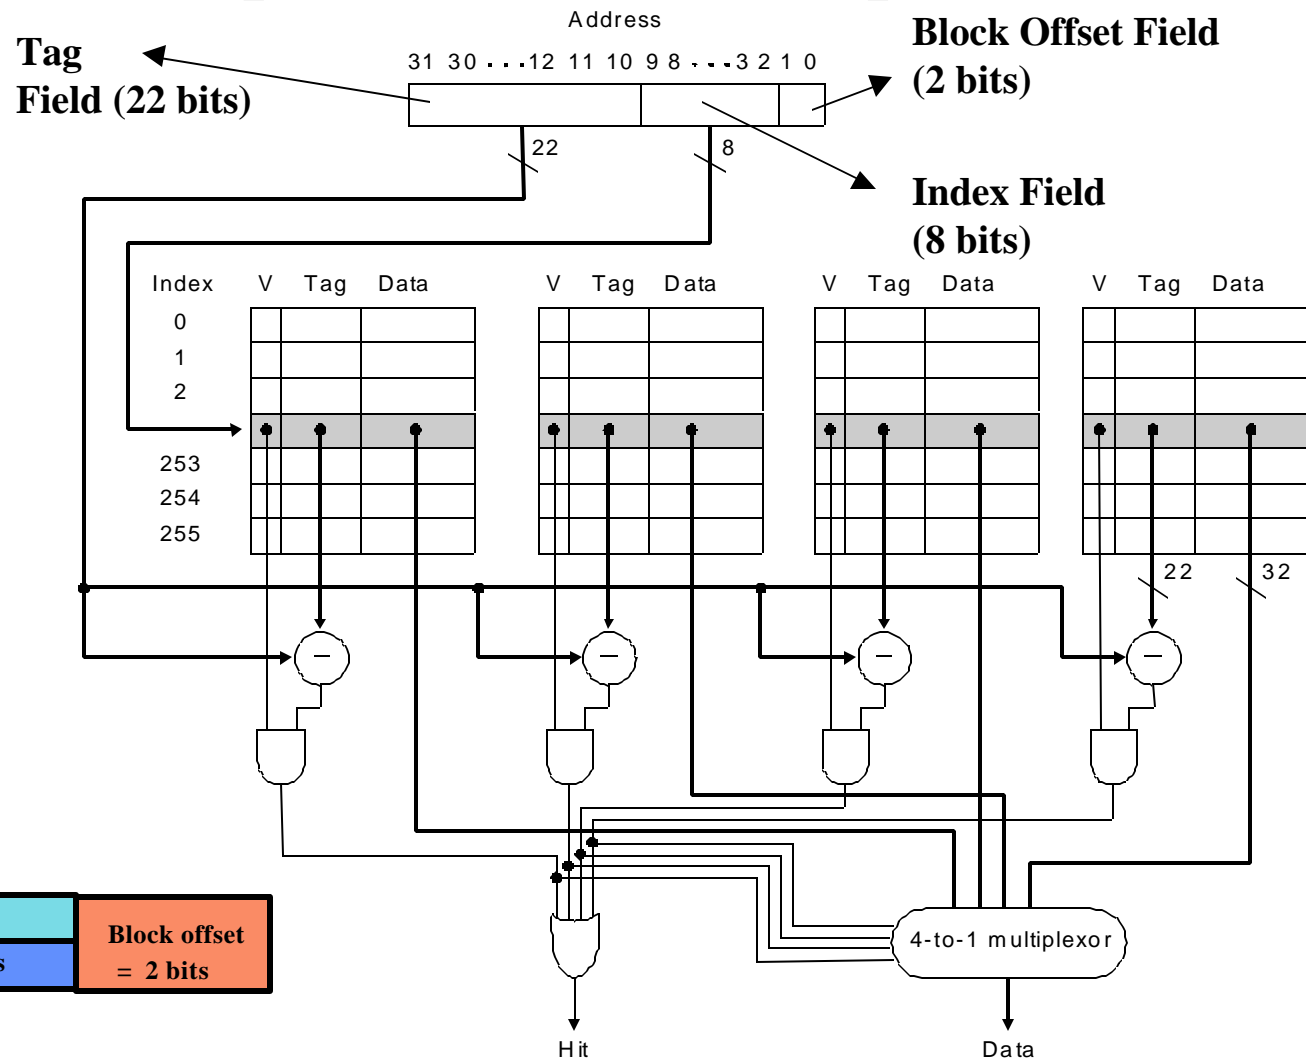 Address
Tag
Field (22 bits)
31 30 ...12 11 10 9 8 ...3 2 1 0
Block Offset Field
(2 bits)
22
8
Index Field
(8 bits)
Index V Tag Data V Tag Data V Tag Data V Tag Data
0
1
2
253
254
255
22 32
4-to-1 multiplexor
Block offset
= 2 bits
Hit
Data